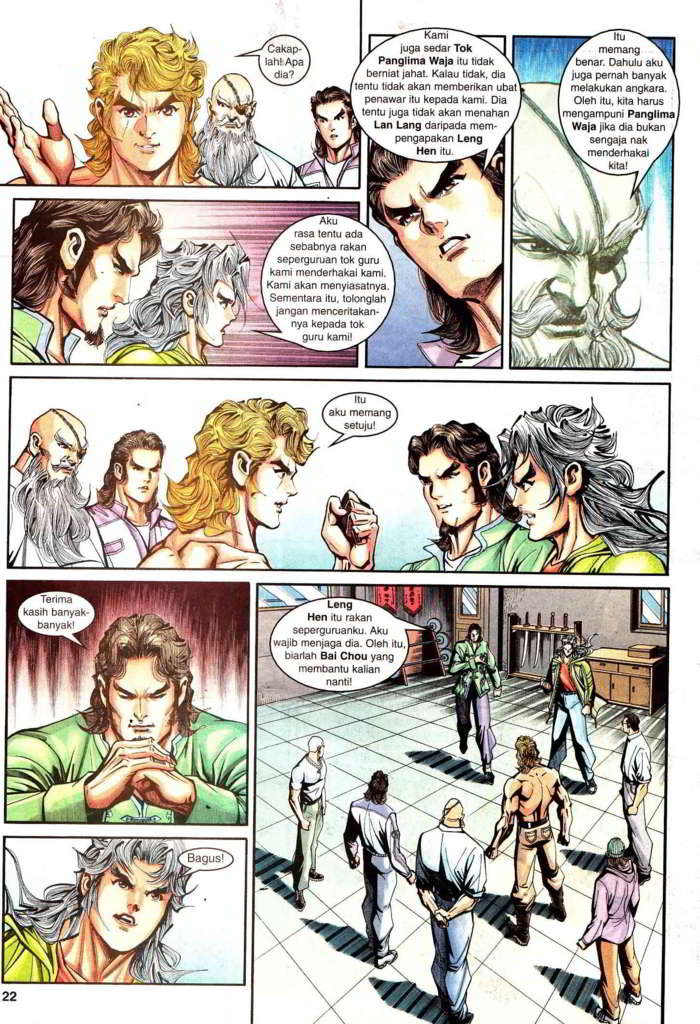 Cakap-
lah! Apa
dia?
Kami
juga sedar Tok
Panglima Waja itu tidak
berniat jahat. Kalau tidak, dia
tentu tidak akan memberikan ubat
penawar itu kepada kami. Dia
tentu juga tidak akan menahan
Lan Lang daripada mem-
pengapakan Leng
Hen itu.
Itu
memang
benar. Dahulu aku
juga pernah banyak
melakukan angkara.
Oleh itu, kita harus
mengampuni Panglima
Waja jika dia bukan
sengaja nak
menderhakai
kita!
Aku
rasa tentu ada
sebabnya rakan
seperguruan tok guru
kami menderhakai kami.
Kami akan menyiasatnya.
Sementara itu, tolonglah
jangan menceritakan-
nya kepada tok
guru kami!
Itu
aku memang
setuju!
Terima
kasih banyak-
banyak!
Leng
Hen itu rakan
seperguruanku. Aku
wajib menjaga dia. Oleh itu,
biarlah Bai Chou yang
membantu kalian
nanti!
Bagus!
22